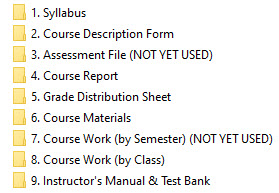 1. Syllabus
2. Course Description Form
3. Assessment File (NOT YET USED)
4. Course Report
5. Grade Distribution Sheet
6. Course Materials
7. Course Work (by Semester) (NOT YET USED)
8. Course Work (by Class)
9. Instructor's Manual & Test Bank